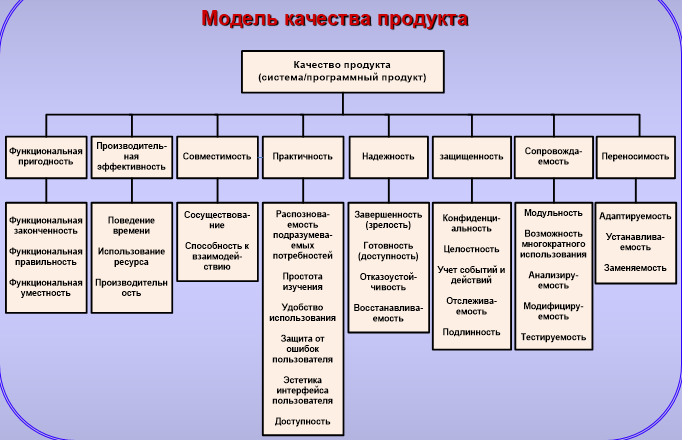 Модель качества продукта
Качество продукта
(система/программный продукт)
Функциональная
пригодность
Производитель-
ная
эффективность
Совместимость
Практичность
Надежность
защищенность
Сопровожда-
емость
Переносимость
Функциональная
законченность
Функциональная
правильность
Функциональная
уместность
Поведение
времени
Использование
ресурса
Производительн
ость
Сосуществова-
ние
Способность к
взаимодей-
ствию
Распознова-
емость
подразумева-
емых
потребностей
Простота
изучения
Удобство
использования
Защита от
ошибок
пользователя
Эстетика
интерфейса
пользователя
Доступность
Завершенность
(зрелость)
Готовность
(доступность)
Отказоустой-
чивость
Восстанавлива-
емость
Конфиденци-
альность
Целостность
Учет событий и
действий
Отслежива-
емость
Подлинность
Модульность
Возможность
многократного
использования
Анализиру-
емость
Модифициру-
емость
Тестируемость
Адаптируемость
Устанавлива-
емость
Заменяемость